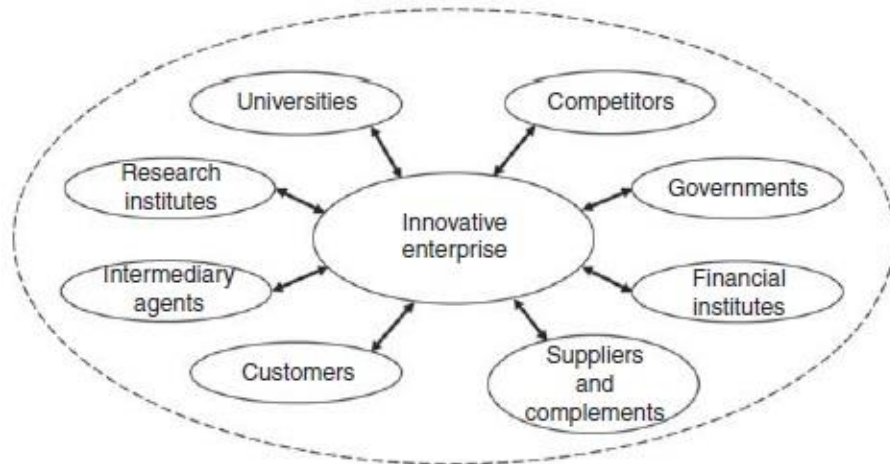 Universities
Competitors
Research
institutes
Governments
Innovative
enterprise
Intermediary
agents
Financial
institutes
Customers
Suppliers
and
complements